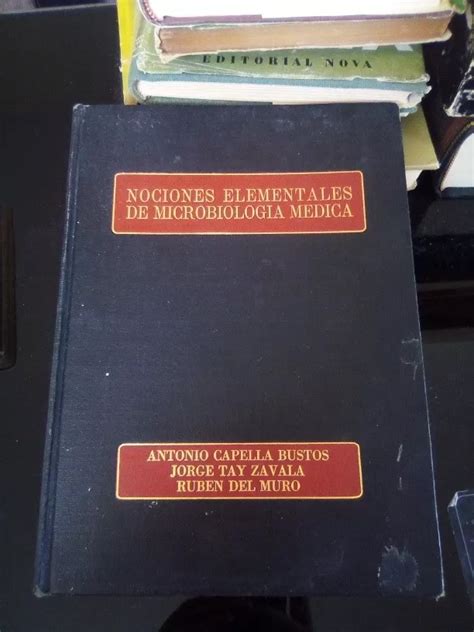 EDITORIAL NOVA
NOCIONES ELEMENTALES
DE MICROBIOLOGIA MEDICA
ANTONIO CAPELLA BUSTOS
JORGE TAY ZAVALA
RUBEN DEL MURO